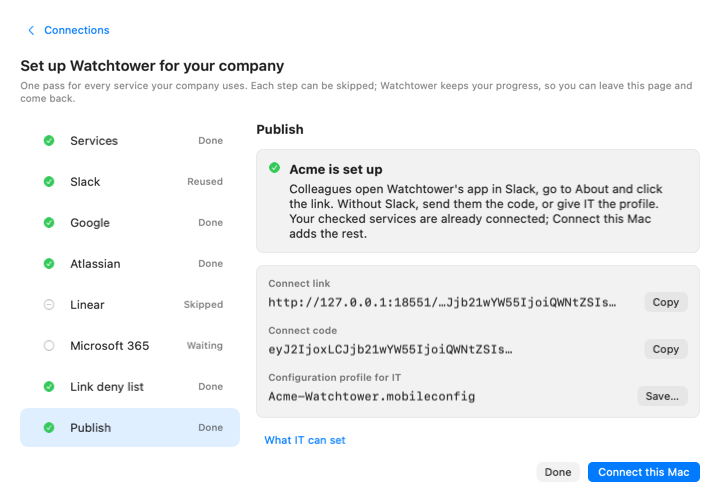 Connections
Set up Watchtower for your company
One pass for every service your company uses. Each step can be skipped; Watchtower keeps your progress, so you can leave this page and
come back.
Services Done
Slack Reused
Google Done
Atlassian Done
Linear Skipped
Microsoft 365 Waiting
Link deny list Done
Publish Done
Publish
Acme is set up
Colleagues open Watchtower's app in Slack, go to About and click
the link. Without Slack, send them the code, or give IT the profile.
Your checked services are already connected; Connect this Mac
adds the rest.
Connect link
http://127.0.0.1:18551/…Jjb21wYW55IjoiQWNtZSIs… Copy
Connect code
eyJ2IjoxLCJjb21wYW55IjoiQWNtZSIs… Copy
Configuration profile for IT
Acme-Watchtower.mobileconfig Save...
What IT can set
Done Connect this Mac